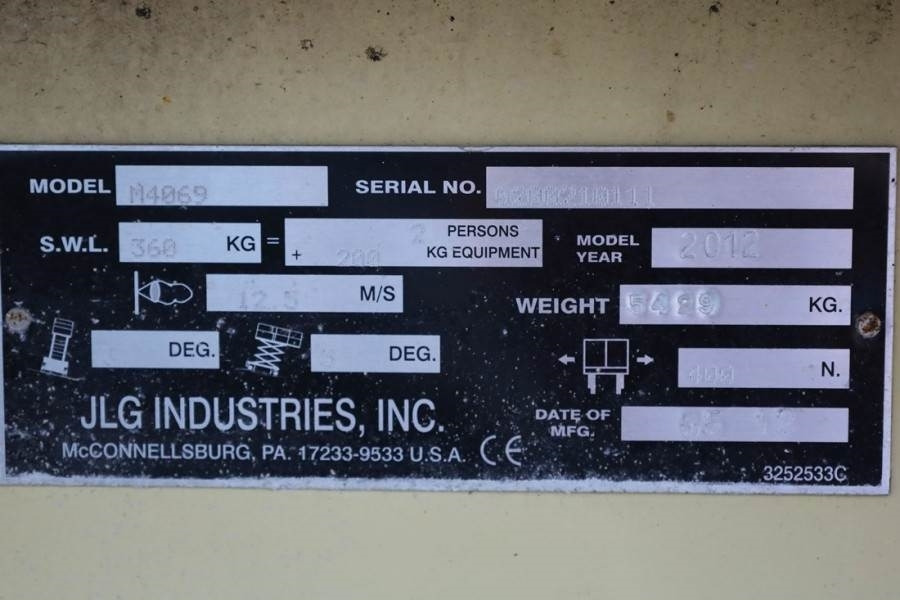 MODEL M4069 SERIAL NO.
S.W.L. 360 KG = 2 PERSONS
+ 200 KG EQUIPMENT
MODEL YEAR 2012
12.5 M/S
WEIGHT KG.
DEG. DEG.
400 N.
JLG INDUSTRIES, INC.
DATE OF MFG.
McCONNELLSBURG, PA. 17233-9533 U.S.A. CE
3252533C